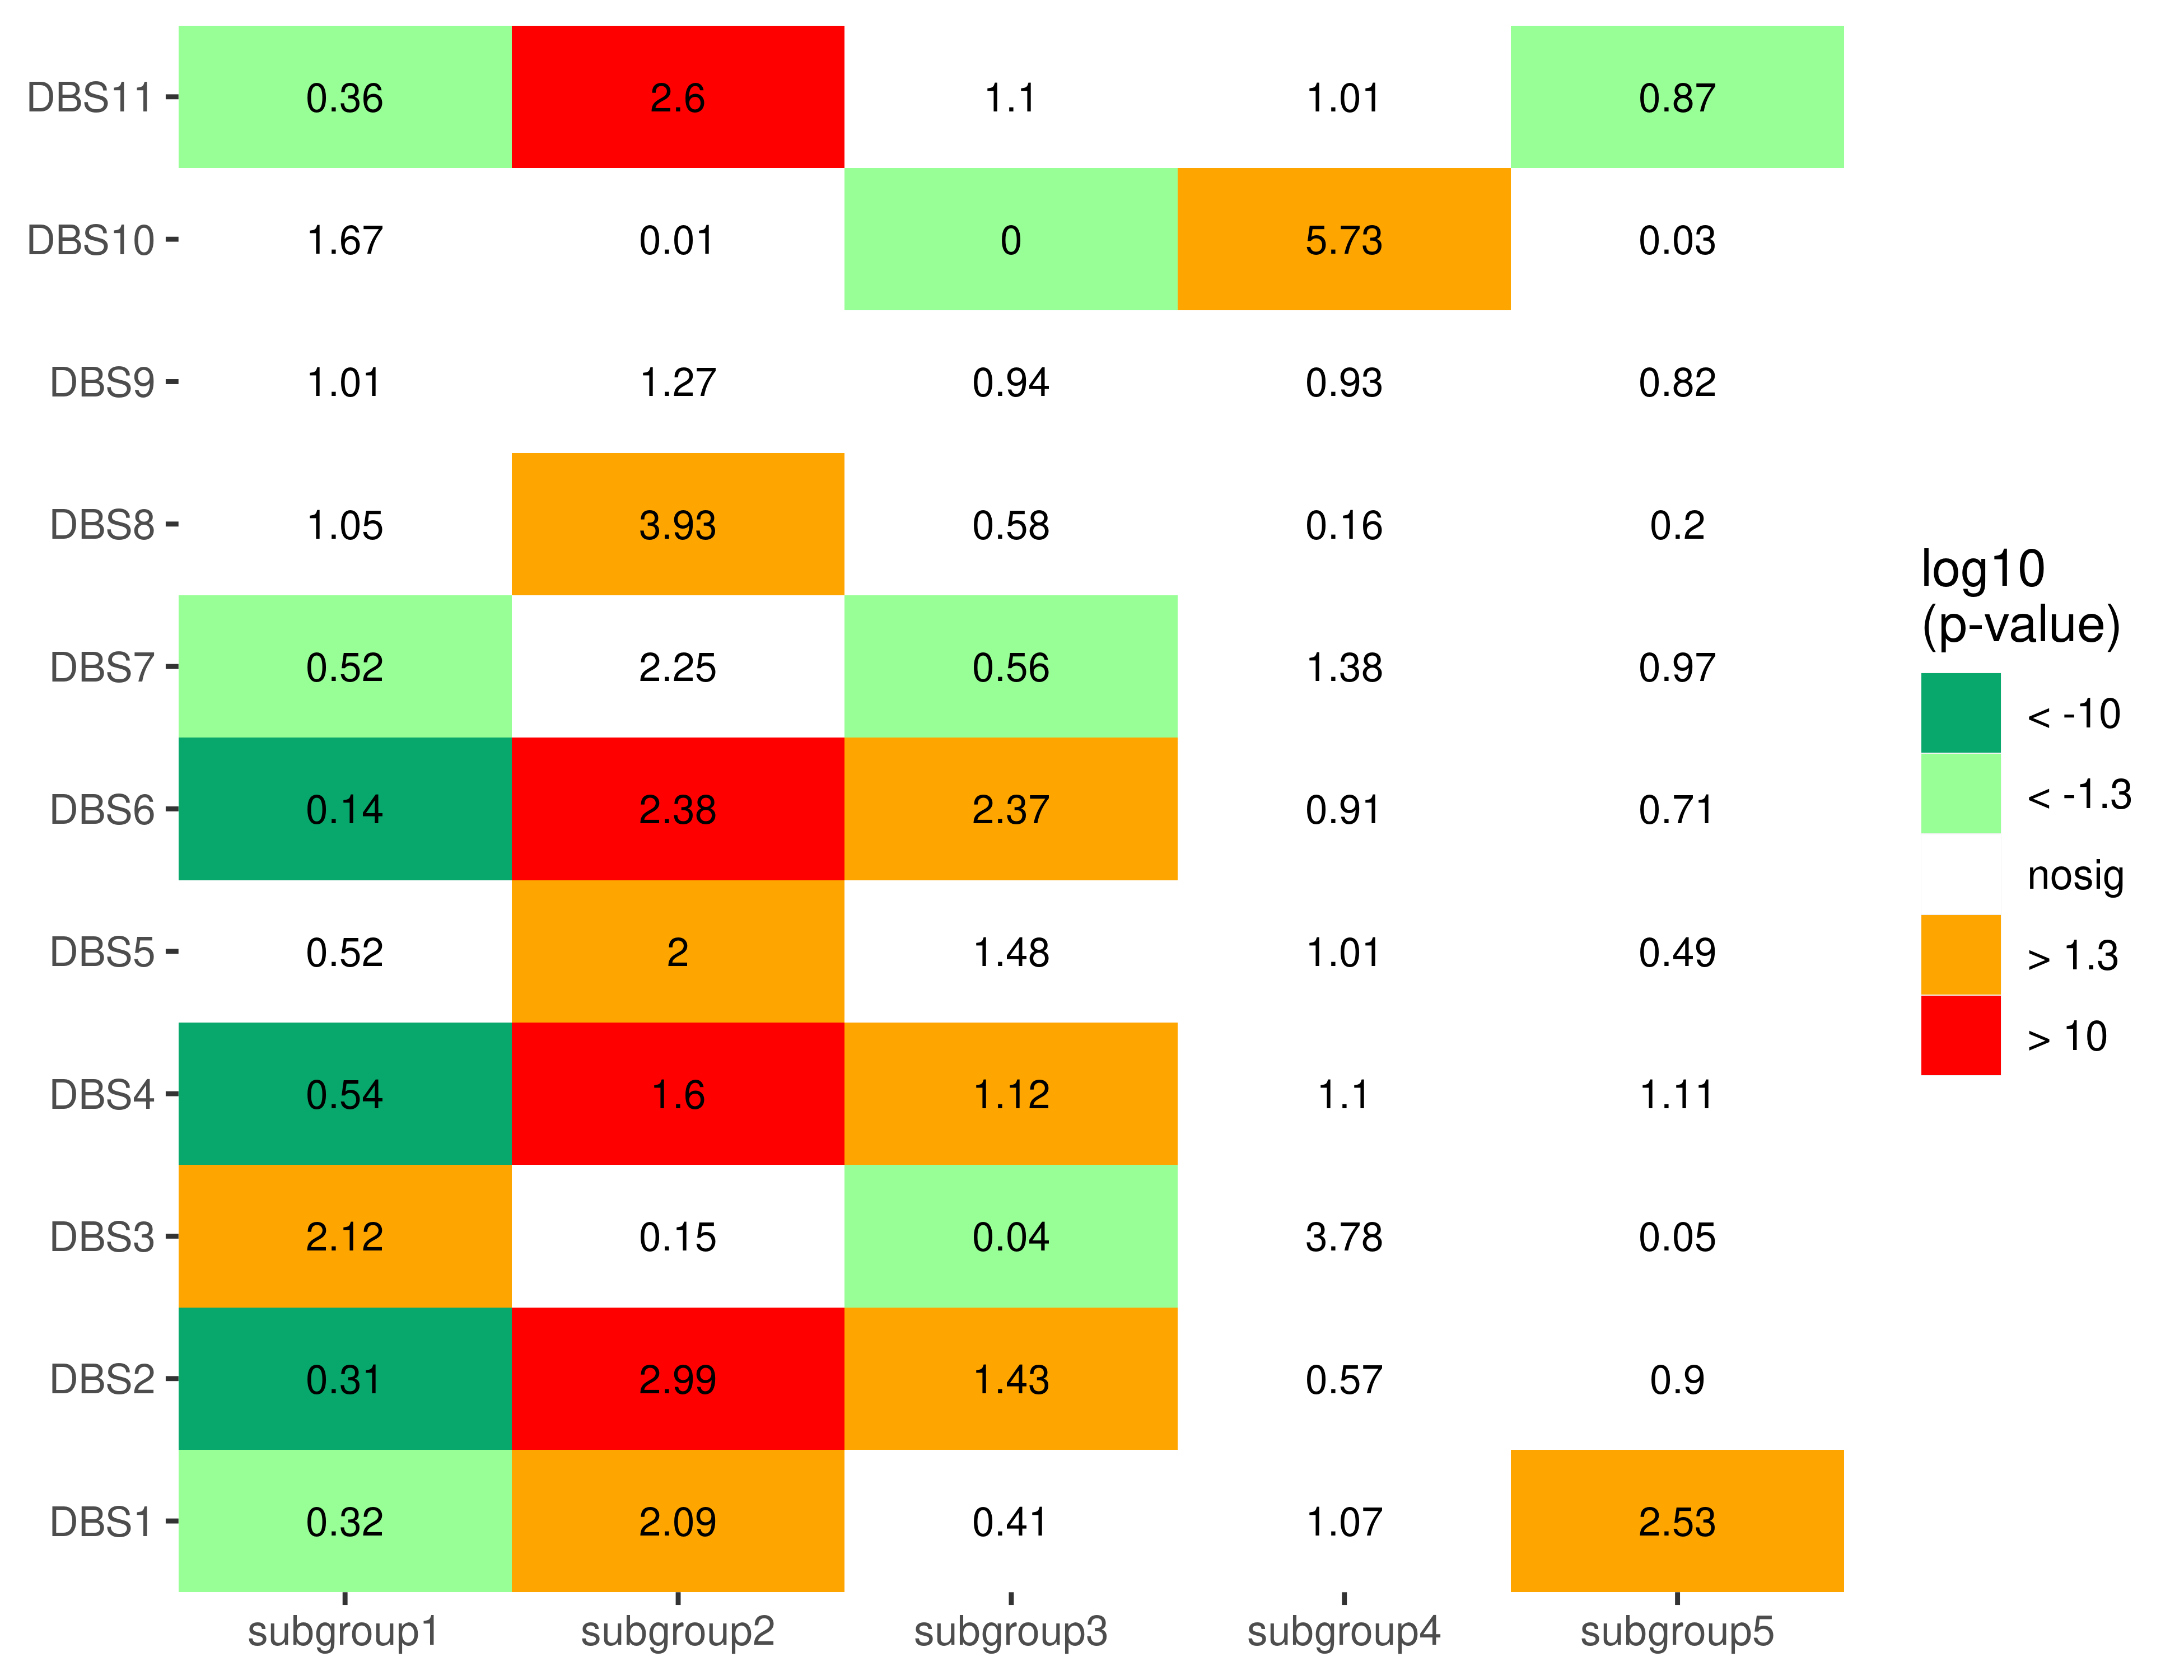 DBS11 0.36 2.6 1.1 1.01 0.87
DBS10 1.67 0.01 0 5.73 0.03
DBS9 1.01 1.27 0.94 0.93 0.82
DBS8 1.05 3.93 0.58 0.16 0.2
DBS7 0.52 2.25 0.56 1.38 0.97
DBS6 0.14 2.38 2.37 0.91 0.71
DBS5 0.52 2 1.48 1.01 0.49
DBS4 0.54 1.6 1.12 1.1 1.11
DBS3 2.12 0.15 0.04 3.78 0.05
DBS2 0.31 2.99 1.43 0.57 0.9
DBS1 0.32 2.09 0.41 1.07 2.53
subgroup1 subgroup2 subgroup3 subgroup4 subgroup5
log10
(p-value)
< -10
< -1.3
nosig
> 1.3
> 10